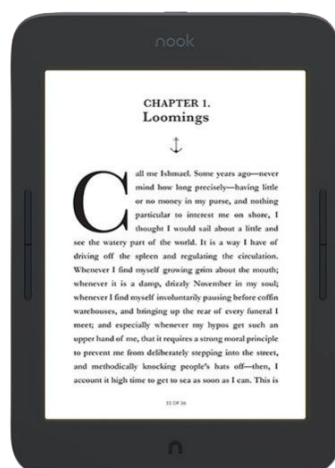 nook
CHAPTER 1.
Loomings
Call me Ishmael. Some years ago—never
mind how long precisely—having little
or no money in my purse, and nothing
particular to interest me on shore, I
thought I would sail about a little and
see the watery part of the world. It is a way I have of
driving off the spleen and regulating the circulation.
Whenever I find myself growing grim about the mouth;
whenever it is a damp, drizzly November in my soul;
whenever I find myself involuntarily pausing before coffin
warehouses, and bringing up the rear of every funeral I
meet; and especially whenever my hypos get such an
upper hand of me, that it requires a strong moral principle
to prevent me from deliberately stepping into the street,
and methodically knocking people's hats off—then, I
account it high time to get to sea as soon as I can. This is